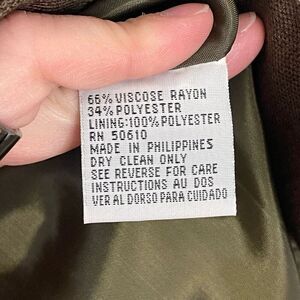 66% VISCOSE RAYON
34% POLYESTER
LINING:100% POLYESTER
RN 50610
MADE IN PHILIPPINES
DRY CLEAN ONLY
SEE REVERSE FOR CARE
INSTRUCTIONS AU DOS
VER AL DORSO PARA CUIDADO